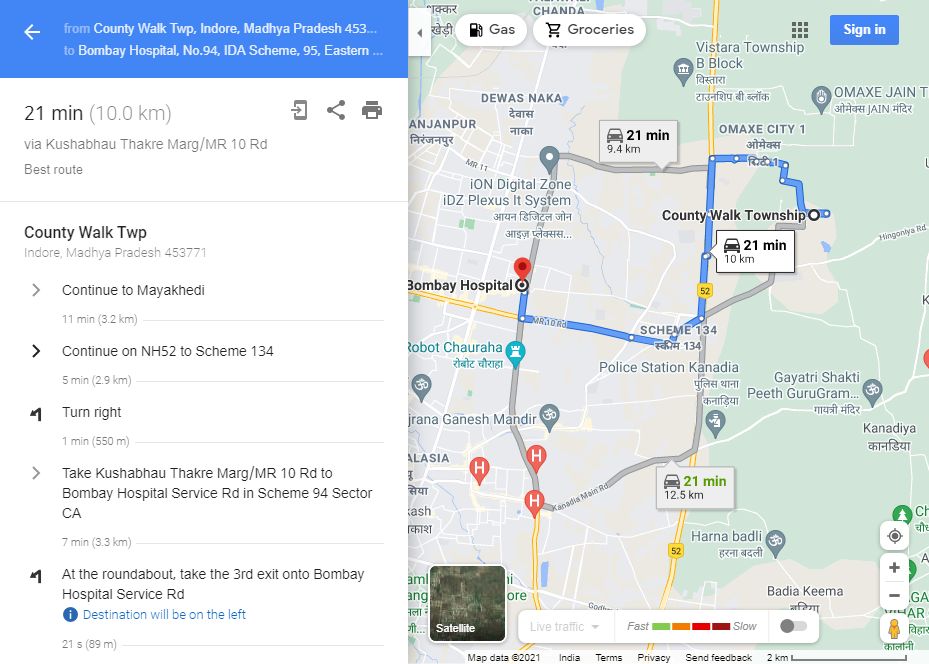 from County Walk Twp, Indore, Madhya Pradesh 453...
to Bombay Hospital, No.94, IDA Scheme, 95, Eastern ...
21 min (10.0 km)
via Kushabhau Thakre Marg/MR 10 Rd
Best route
County Walk Twp
Indore, Madhya Pradesh 453771
Continue to Mayakhedi
11 min (3.2 km)
Continue on NH52 to Scheme 134
5 min (2.9 km)
Turn right
1 min (550 m)
Take Kushabhau Thakre Marg/MR 10 Rd to
Bombay Hospital Service Rd in Scheme 94 Sector
CA
7 min (3.3 km)
At the roundabout, take the 3rd exit onto Bombay
Hospital Service Rd
Destination will be on the left
21 s (89 m)
Gas
Groceries
Sign in
CHANDA
Vistara Township
B Block
विस्तारा
टाउनशिप बी ब्लॉक
OMAXE JAIN T
ओमेक्स JAIN मंदिर
DEWAS NAKA
देवास
नाका
ANJANPUR
निरंजनपुर
MR 11
21 min
9.4 km
OMAXE CITY 1
ओमेक्स
सिटी 1
iON Digital Zone
iDZ Plexus It System
आयन डिजिटल जोन
आइज़ प्लेक्सस...
County Walk Township
Hingoniya Rd
21 min
10 km
Bombay Hospital
52
MR 10 Rd
SCHEME 134
स्कीम 134
Robot Chauraha
रोबोट चौराहा
Police Station Kanadia
पुलिस थाना
कनाड़िया
Gayatri Shakti
Peeth GuruGram...
गायत्री मंदिर
jrana Ganesh Mandir
Kanadiya
कानडिया
ALASIA
सिया
21 min
12.5 km
Kanadia Main Rd
kash
काश
Harna badli
हरना बदली
52
Badia Keema
Satellite
Live traffic
Fast
Slow
Map data ©2021
India
Terms
Privacy
Send feedback
2 km